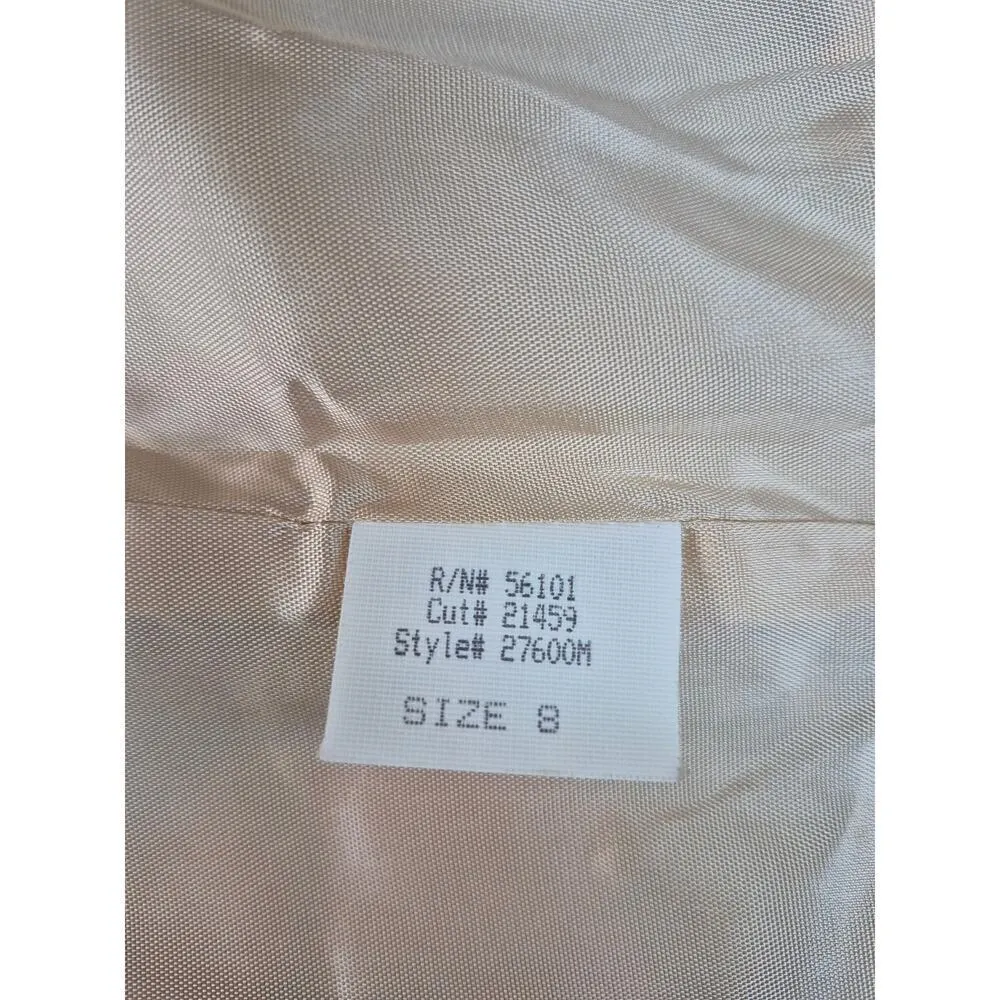 R/N# 56101
Cut# 21459
Style# 27600M
SIZE 8